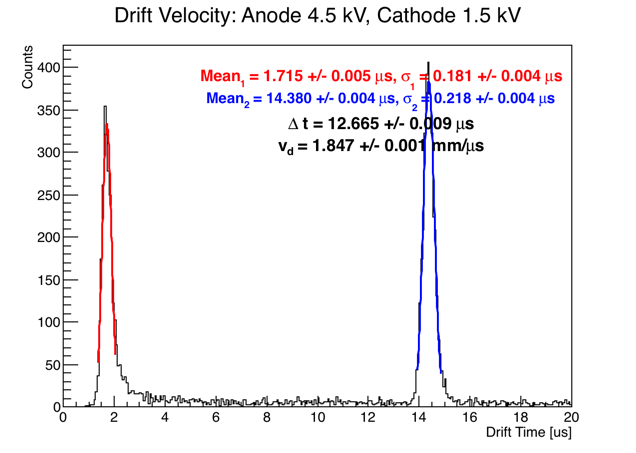 Drift Velocity: Anode 4.5 kV, Cathode 1.5 kV
Counts
400
350
300
250
200
150
100
50
0
Mean₁ = 1.715 +/- 0.005 μs, σ₁ = 0.181 +/- 0.004 μs
Mean₂ = 14.380 +/- 0.004 μs, σ₂ = 0.218 +/- 0.004 μs
Δ t = 12.665 +/- 0.009 μs
v_d = 1.847 +/- 0.001 mm/μs
0 2 4 6 8 10 12 14 16 18 20
Drift Time [us]